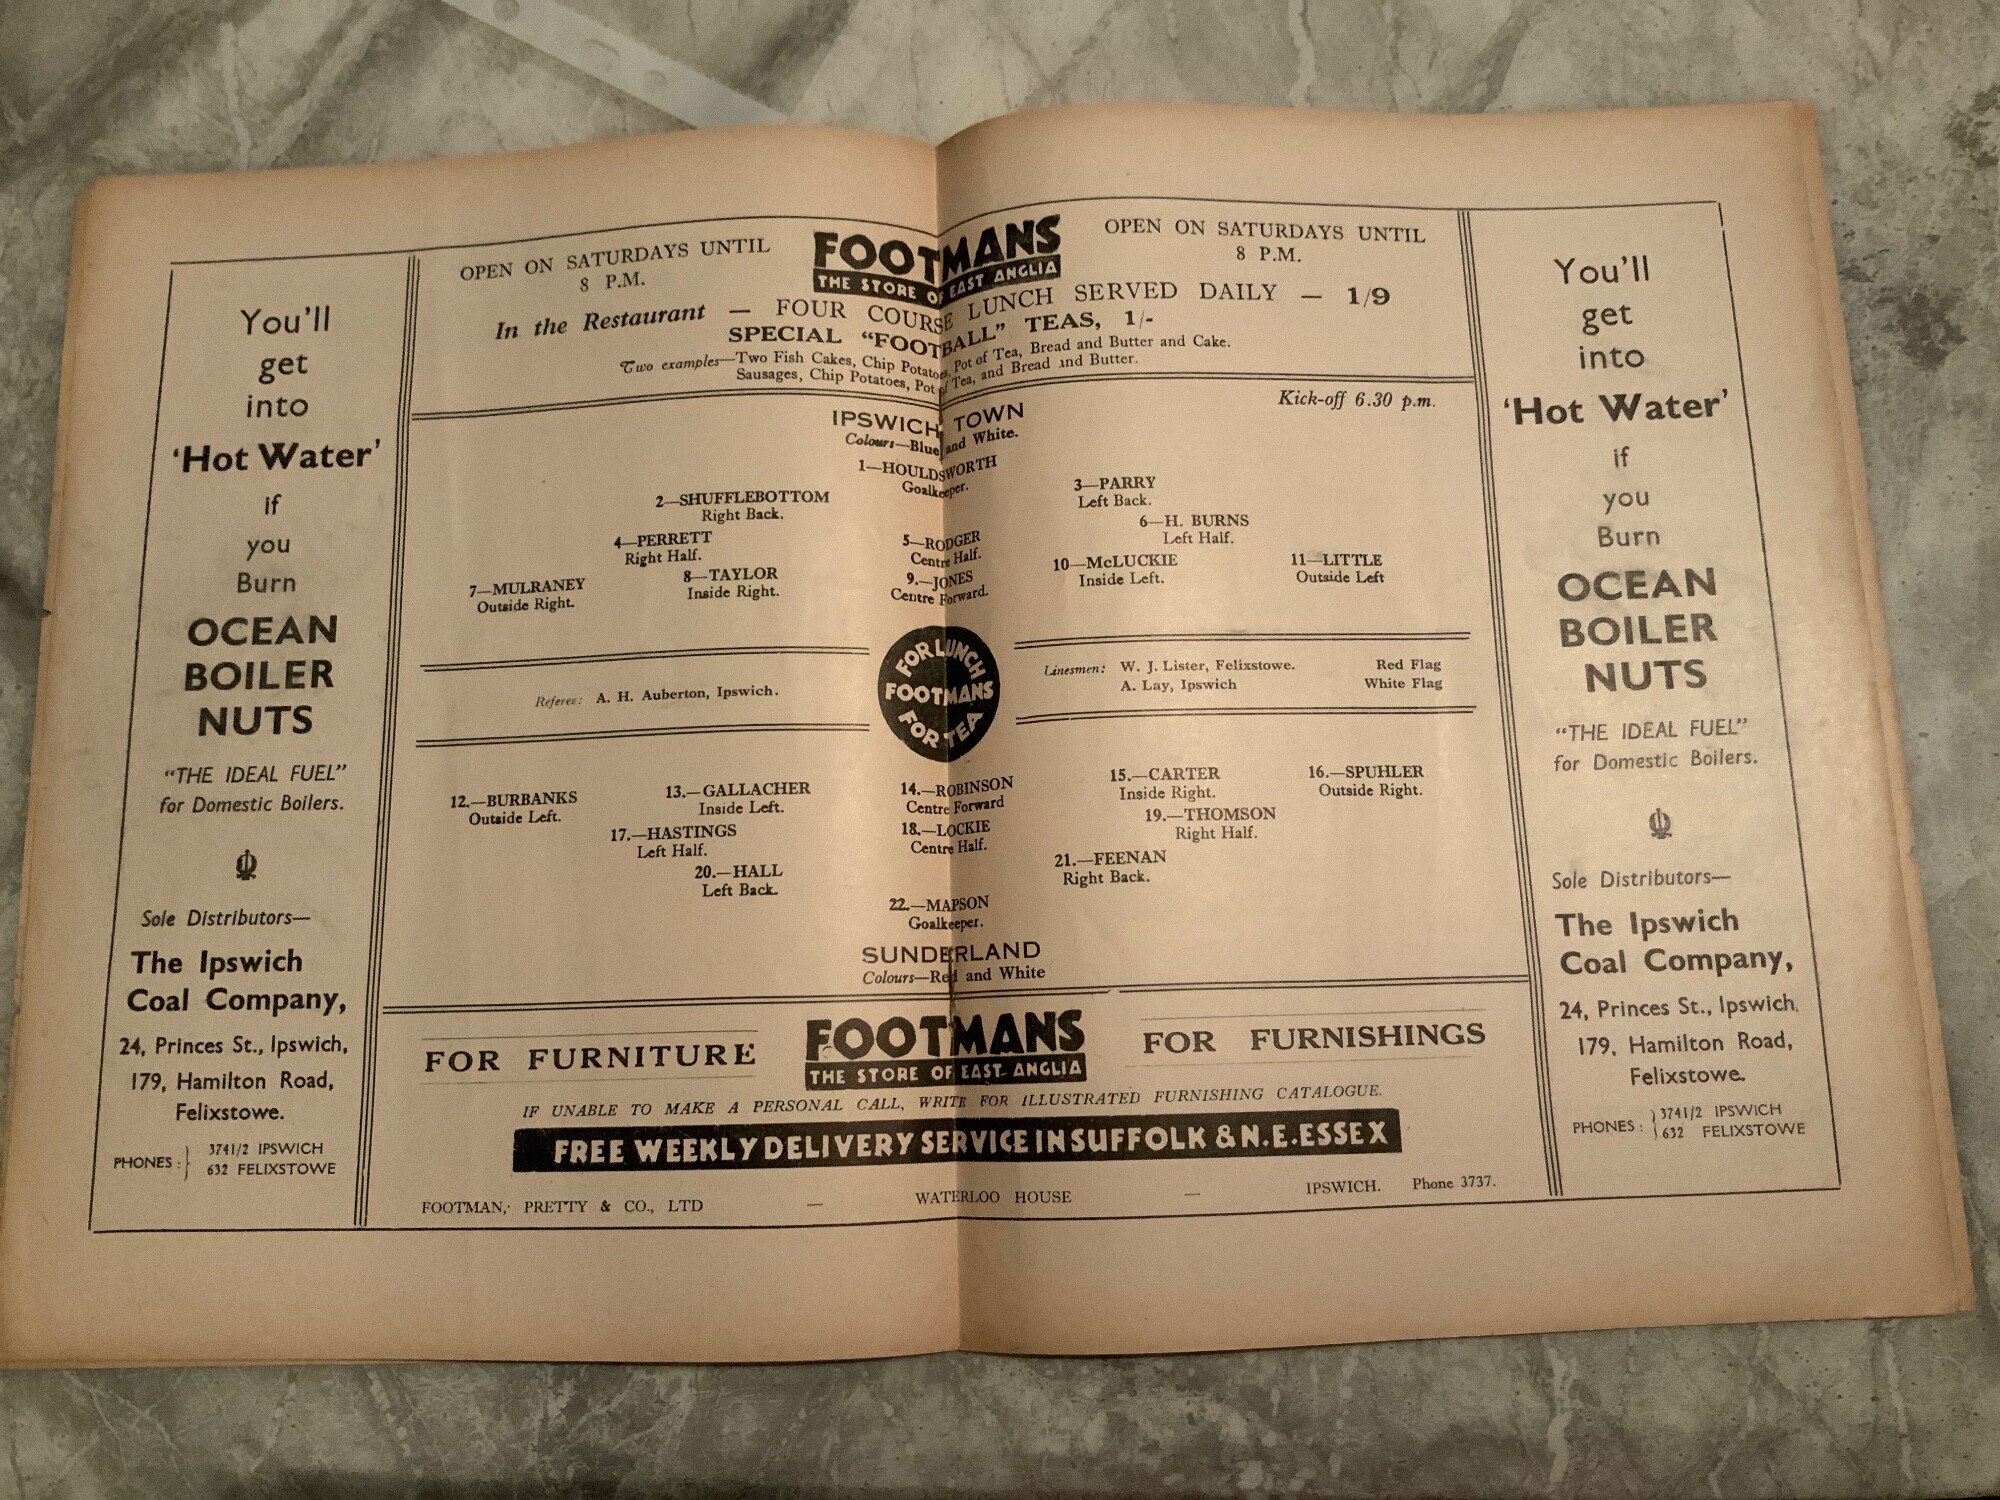 You'll
get
into
'Hot Water'
if
you
Burn
OCEAN
BOILER
NUTS
"THE IDEAL FUEL"
for Domestic Boilers.
Sole Distributors—
The Ipswich
Coal Company,
24, Princes St., Ipswich,
179, Hamilton Road,
Felixstowe.
PHONES : 3741/2 IPSWICH
632 FELIXSTOWE
OPEN ON SATURDAYS UNTIL
8 P.M.
FOOTMANS
THE STORE OF EAST ANGLIA
OPEN ON SATURDAYS UNTIL
8 P.M.
In the Restaurant — FOUR COURSE LUNCH SERVED DAILY — 1/9
SPECIAL "FOOTBALL" TEAS, 1/-
Two examples—Two Fish Cakes, Chip Potatoes, Pot of Tea, Bread and Butter and Cake.
Sausages, Chip Potatoes, Pot of Tea, and Bread and Butter.
Kick-off 6.30 p.m.
IPSWICH TOWN
Colours—Blue and White.
1—HOULDSWORTH
Goalkeeper.
2—SHUFFLEBOTTOM
Right Back.
3—PARRY
Left Back.
4—PERRETT
Right Half.
5—RODGER
Centre Half.
6—H. BURNS
Left Half.
7—MULRANEY
Outside Right.
8—TAYLOR
Inside Right.
9.—JONES
Centre Forward.
10—McLUCKIE
Inside Left.
11—LITTLE
Outside Left
Referee: A. H. Auberton, Ipswich.
FOR LUNCH
FOOTMANS
FOR TEA
Linesmen: W. J. Lister, Felixstowe. Red Flag
A. Lay, Ipswich White Flag
12.—BURBANKS
Outside Left.
13.—GALLACHER
Inside Left.
14.—ROBINSON
Centre Forward
15.—CARTER
Inside Right.
16.—SPUHLER
Outside Right.
17.—HASTINGS
Left Half.
18.—LOCKIE
Centre Half.
19.—THOMSON
Right Half.
20.—HALL
Left Back.
21.—FEENAN
Right Back.
22.—MAPSON
Goalkeeper.
SUNDERLAND
Colours—Red and White
FOR FURNITURE
FOOTMANS
THE STORE OF EAST ANGLIA
FOR FURNISHINGS
IF UNABLE TO MAKE A PERSONAL CALL, WRITE FOR ILLUSTRATED FURNISHING CATALOGUE.
FREE WEEKLY DELIVERY SERVICE IN SUFFOLK & N.E. ESSEX
FOOTMAN, PRETTY & CO., LTD — WATERLOO HOUSE — IPSWICH. Phone 3737.
You'll
get
into
'Hot Water'
if
you
Burn
OCEAN
BOILER
NUTS
"THE IDEAL FUEL"
for Domestic Boilers.
Sole Distributors—
The Ipswich
Coal Company,
24, Princes St., Ipswich,
179, Hamilton Road,
Felixstowe.
PHONES : 3741/2 IPSWICH
632 FELIXSTOWE